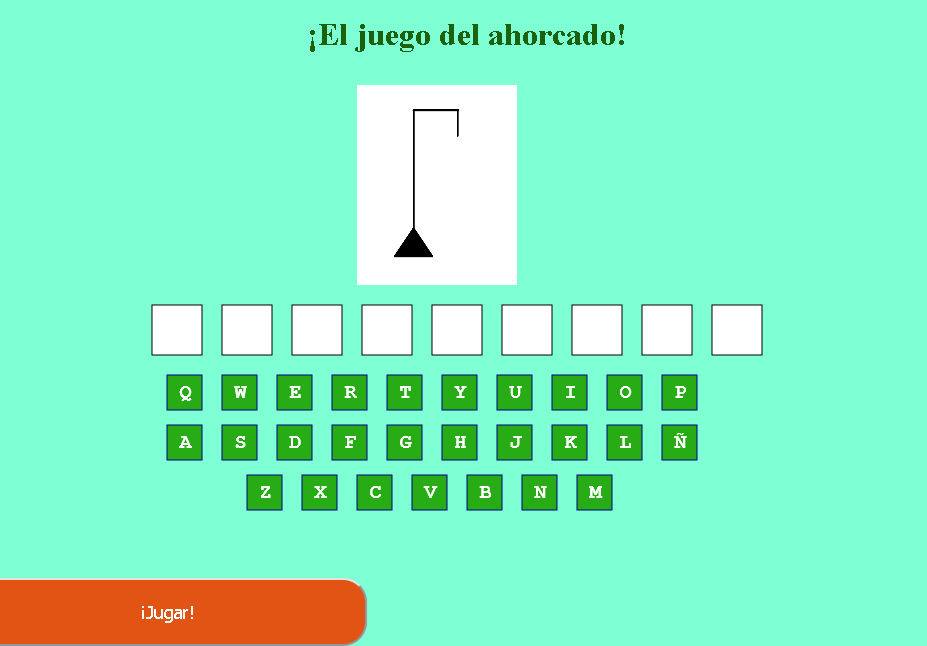 ¡El juego del ahorcado!
Q W E R T Y U I O P
A S D F G H J K L Ñ
Z X C V B N M
¡Jugar!